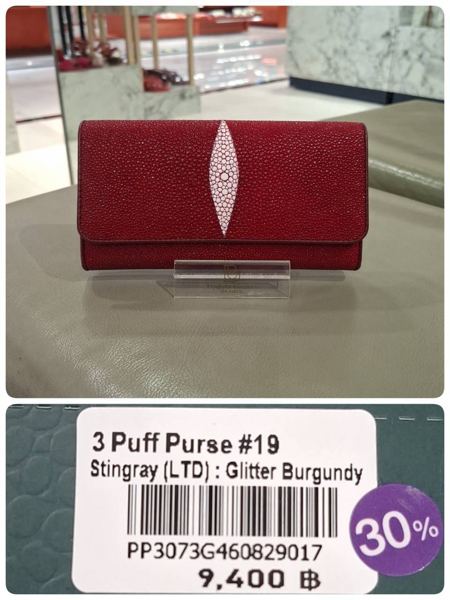 3 Puff Purse #19
Stingray (LTD) : Glitter Burgundy
PP3073G460829017
9,400 ฿
30%